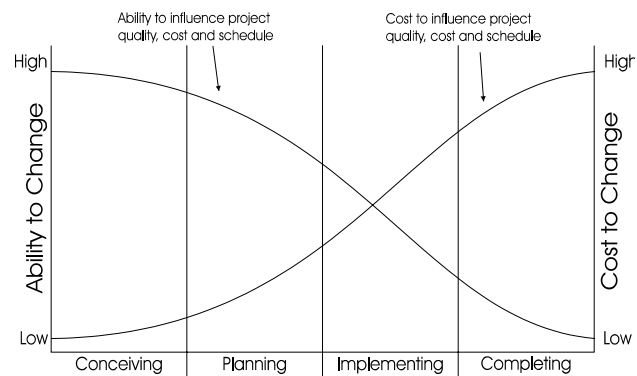 Ability to influence project
quality, cost and schedule
Cost to influence project
quality, cost and schedule
High
High
Ability to Change
Cost to Change
Low
Low
Conceiving
Planning
Implementing
Completing